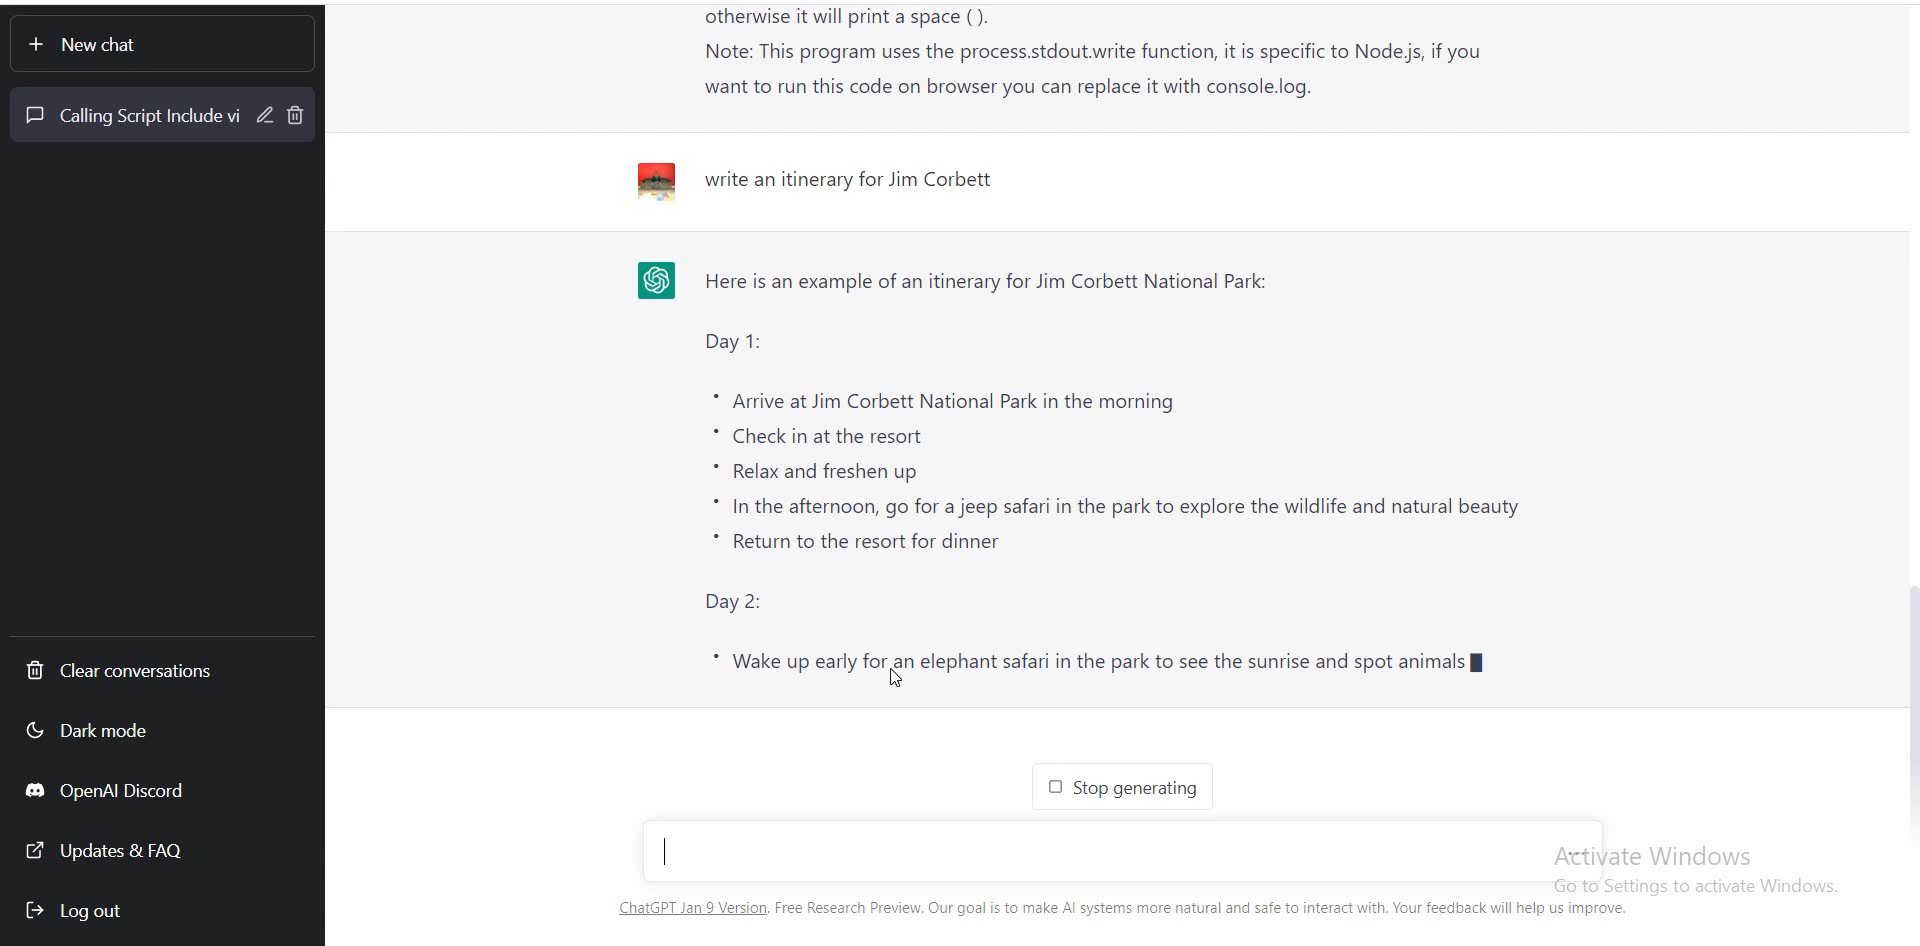 New chat
Calling Script Include vi
Clear conversations
Dark mode
OpenAI Discord
Updates & FAQ
Log out
otherwise it will print a space ( ).
Note: This program uses the process.stdout.write function, it is specific to Node.js, if you
want to run this code on browser you can replace it with console.log.
write an itinerary for Jim Corbett
Here is an example of an itinerary for Jim Corbett National Park:
Day 1:
• Arrive at Jim Corbett National Park in the morning
• Check in at the resort
• Relax and freshen up
• In the afternoon, go for a jeep safari in the park to explore the wildlife and natural beauty
• Return to the resort for dinner
Day 2:
• Wake up early for an elephant safari in the park to see the sunrise and spot animals
Stop generating
Activate Windows
Go to Settings to activate Windows.
ChatGPT Jan 9 Version. Free Research Preview. Our goal is to make AI systems more natural and safe to interact with. Your feedback will help us improve.